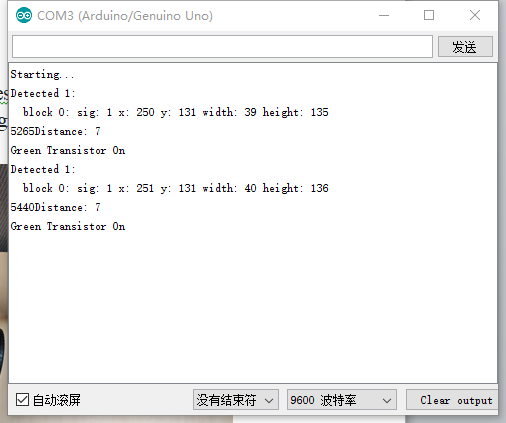 COM3 (Arduino/Genuino Uno)
发送
Starting...
Detected 1:
block 0: sig: 1 x: 250 y: 131 width: 39 height: 135
5265Distance: 7
Green Transistor On
Detected 1:
block 0: sig: 1 x: 251 y: 131 width: 40 height: 136
5440Distance: 7
Green Transistor On
自动滚屏
没有结束符
9600 波特率
Clear output